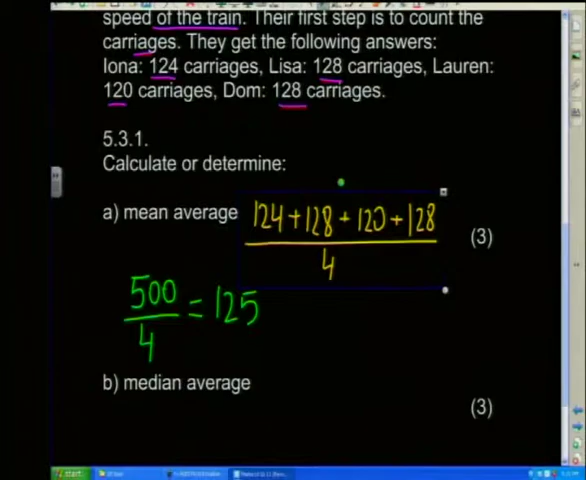 speed of the train. Their first step is to count the
carriages. They get the following answers:
Iona: 124 carriages, Lisa: 128 carriages, Lauren:
120 carriages, Dom: 128 carriages.
5.3.1.
Calculate or determine:
a) mean average 124+128+120+128
4
(3)
500
4
=125
b) median average
(3)
start